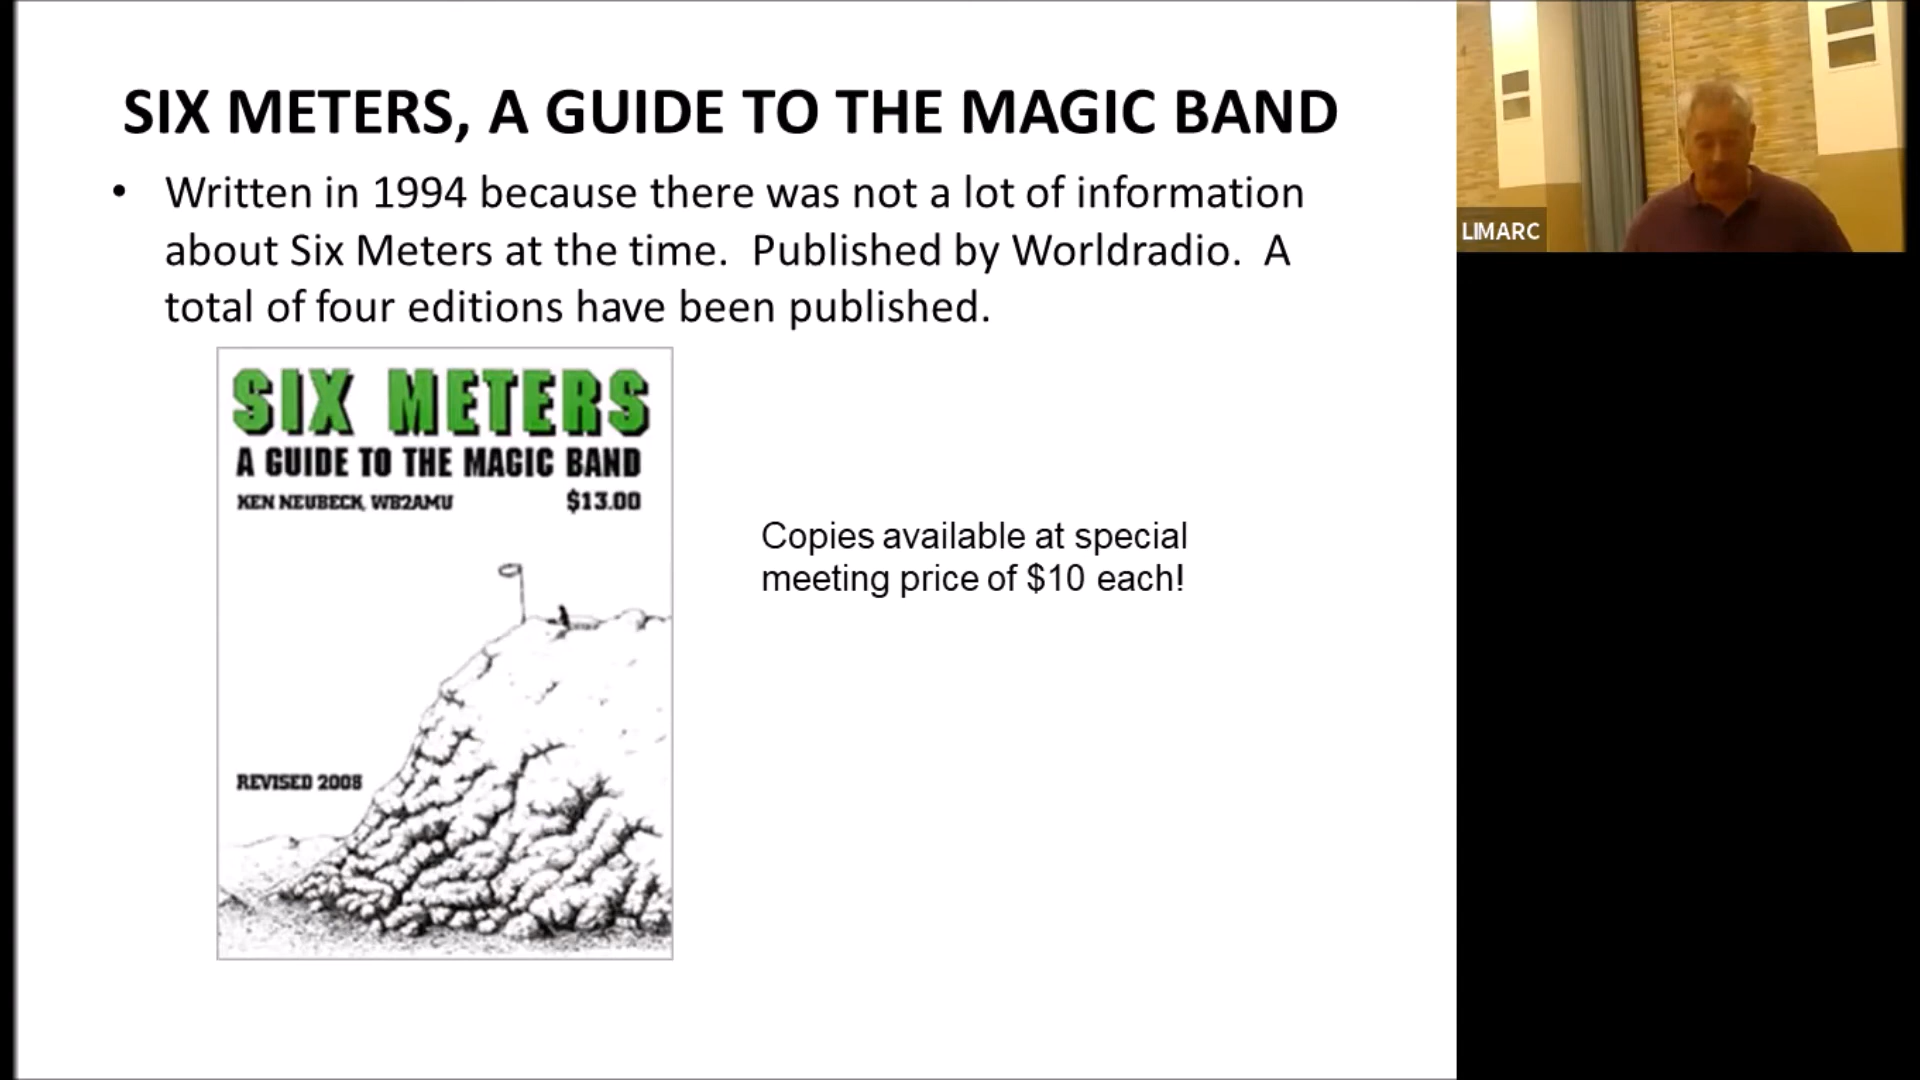 SIX METERS, A GUIDE TO THE MAGIC BAND
• Written in 1994 because there was not a lot of information
about Six Meters at the time.  Published by Worldradio.  A
total of four editions have been published.
SIX METERS
A GUIDE TO THE MAGIC BAND
KEN NEUBECK, WB2AMU $13.00
REVISED 2008
Copies available at special
meeting price of $10 each!
LIMARC